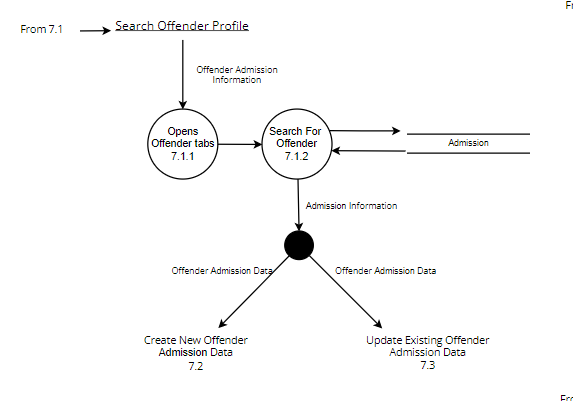 Fr
From 7.1
Search Offender Profile
Offender Admission
Information
Opens
Offender tabs
7.1.1
Search For
Offender
7.1.2
Admission
Admission Information
Offender Admission Data
Offender Admission Data
Create New Offender
Admission Data
7.2
Update Existing Offender
Admission Data
7.3